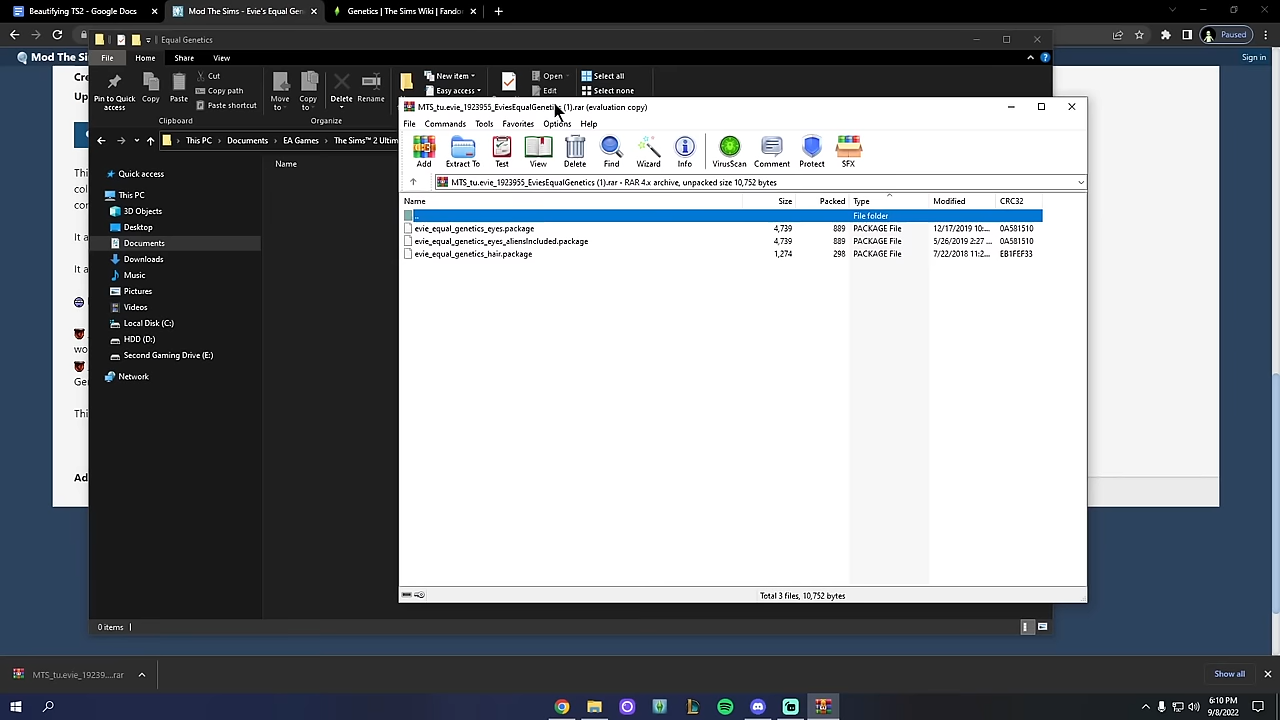 Beautifying TS2 - Google Docs
Mod The Sims - Evie's Equal Gen
Genetics | The Sims Wiki | Fando
Paused
Mod The Si
Sign in
Equal Genetics
File
Home
Share
View
Pin to Quick access
Copy
Paste
Cut
Copy path
Paste shortcut
Clipboard
Move to
Copy to
Delete
Rename
Organize
New item
Easy access
Open
Edit
Select all
Select none
This PC
Documents
EA Games
The Sims™ 2 Ultim
Name
Quick access
This PC
3D Objects
Desktop
Documents
Downloads
Music
Pictures
Videos
Local Disk (C:)
HDD (D:)
Second Gaming Drive (E:)
Network
0 items
MTS_tu.evie_1923955_EviesEqualGenetics (1).rar (evaluation copy)
File Commands Tools Favorites Options Help
Add Extract To Test View Delete Find Wizard Info VirusScan Comment Protect SFX
MTS_tu.evie_1923955_EviesEqualGenetics (1).rar - RAR 4.x archive, unpacked size 10,752 bytes
Name Size Packed Type Modified CRC32
.. File folder
evie_equal_genetics_eyes.package 4,739 889 PACKAGE File 12/17/2019 10:... 0A581510
evie_equal_genetics_eyes_aliensIncluded.package 4,739 889 PACKAGE File 5/26/2019 2:27 ... 0A581510
evie_equal_genetics_hair.package 1,274 298 PACKAGE File 7/22/2018 11:2... EB1FEF33
Total 3 files, 10,752 bytes
MTS_tu.evie_19239....rar
Show all
6:10 PM
9/8/2022